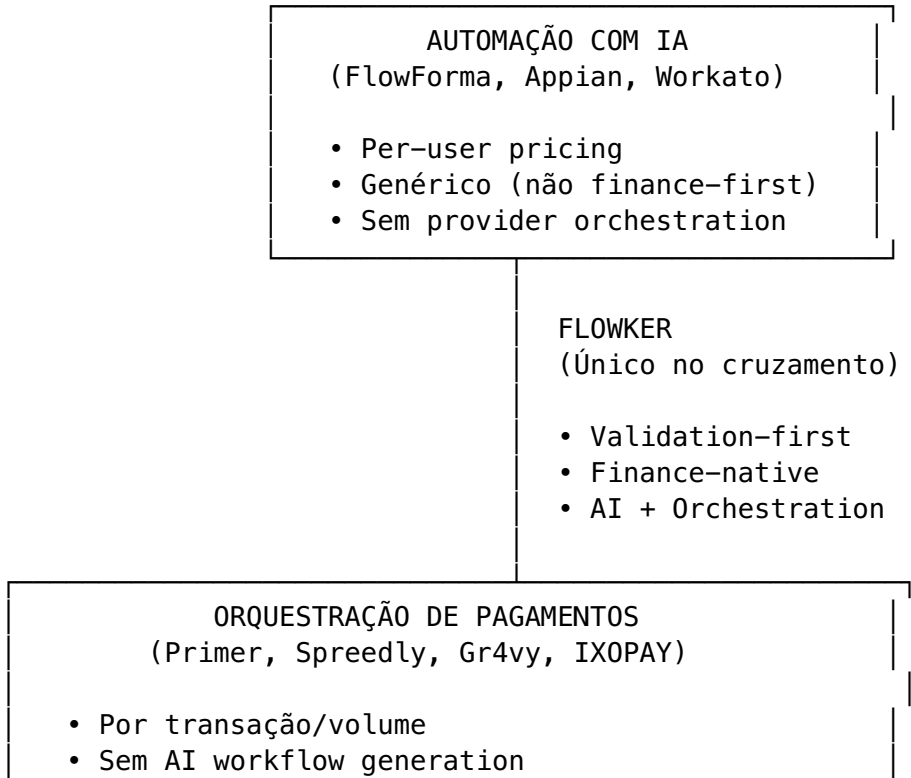 AUTOMAÇÃO COM IA
(FlowForma, Appian, Workato)
• Per-user pricing
• Genérico (não finance-first)
• Sem provider orchestration
FLOWKER
(Único no cruzamento)
• Validation-first
• Finance-native
• AI + Orchestration
ORQUESTRAÇÃO DE PAGAMENTOS
(Primer, Spreedly, Gr4vy, IXOPAY)
• Por transação/volume
• Sem AI workflow generation